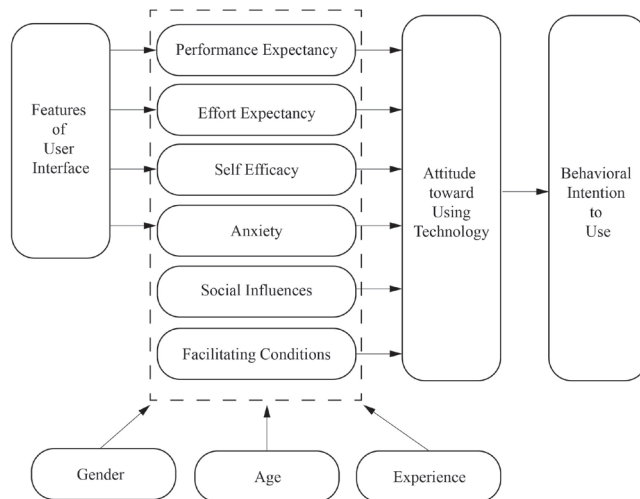 Features
of
User
Interface
Performance Expectancy
Effort Expectancy
Self Efficacy
Anxiety
Social Influences
Facilitating Conditions
Attitude
toward
Using
Technology
Behavioral
Intention
to
Use
Gender
Age
Experience